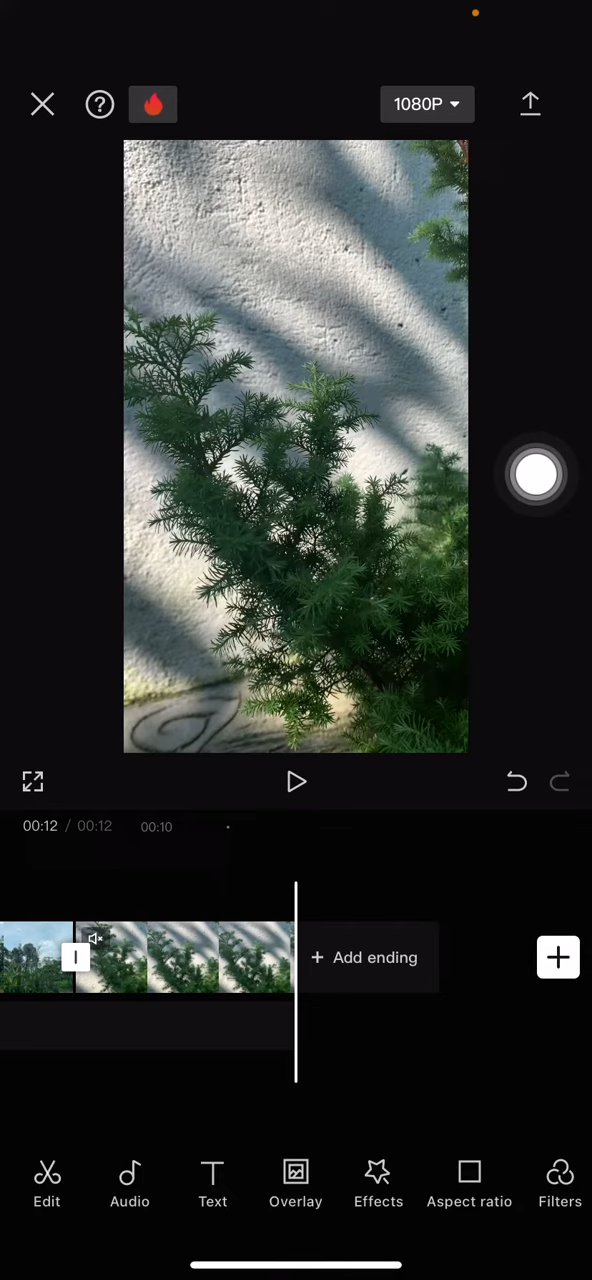 1080P
00:12 / 00:12 00:10
+ Add ending
Edit Audio Text Overlay Effects Aspect ratio Filters